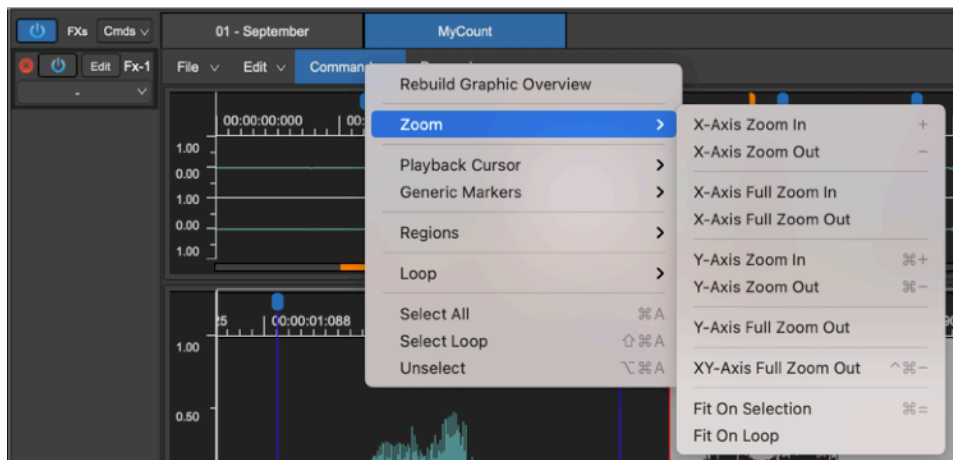 FXs Cmds 01 - September MyCount
Edit Fx-1 File Edit Comman
-
Rebuild Graphic Overview
Zoom
Playback Cursor
Generic Markers
Regions
Loop
Select All ⌘A
Select Loop ⇧⌘A
Unselect ⌥⌘A
X-Axis Zoom In +
X-Axis Zoom Out −
X-Axis Full Zoom In
X-Axis Full Zoom Out
Y-Axis Zoom In ⌘+
Y-Axis Zoom Out ⌘−
Y-Axis Full Zoom Out
XY-Axis Full Zoom Out ^⌘−
Fit On Selection ⌘=
Fit On Loop
00:00:00:000 00:
1.00
0.00
1.00
0.00
1.00
25 00:00:01:088
1.00
0.50